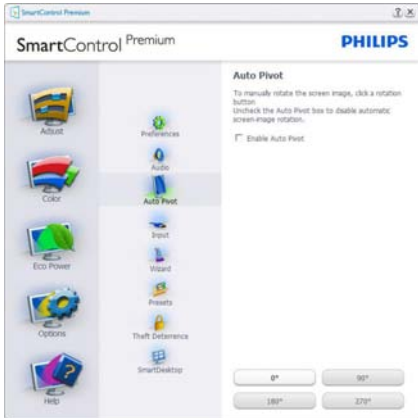 SmartControl Premium
SmartControl Premium
PHILIPS
Adjust
Color
Eco Power
Options
Help
Preferences
Audio
Auto Pivot
Input
Wizard
Presets
Theft Deterrence
SmartDesktop
Auto Pivot
To manually rotate the screen image, click a rotation
button
Uncheck the Auto Pivot box to disable automatic
screen-image rotation.
Enable Auto Pivot
0°
90°
180°
270°